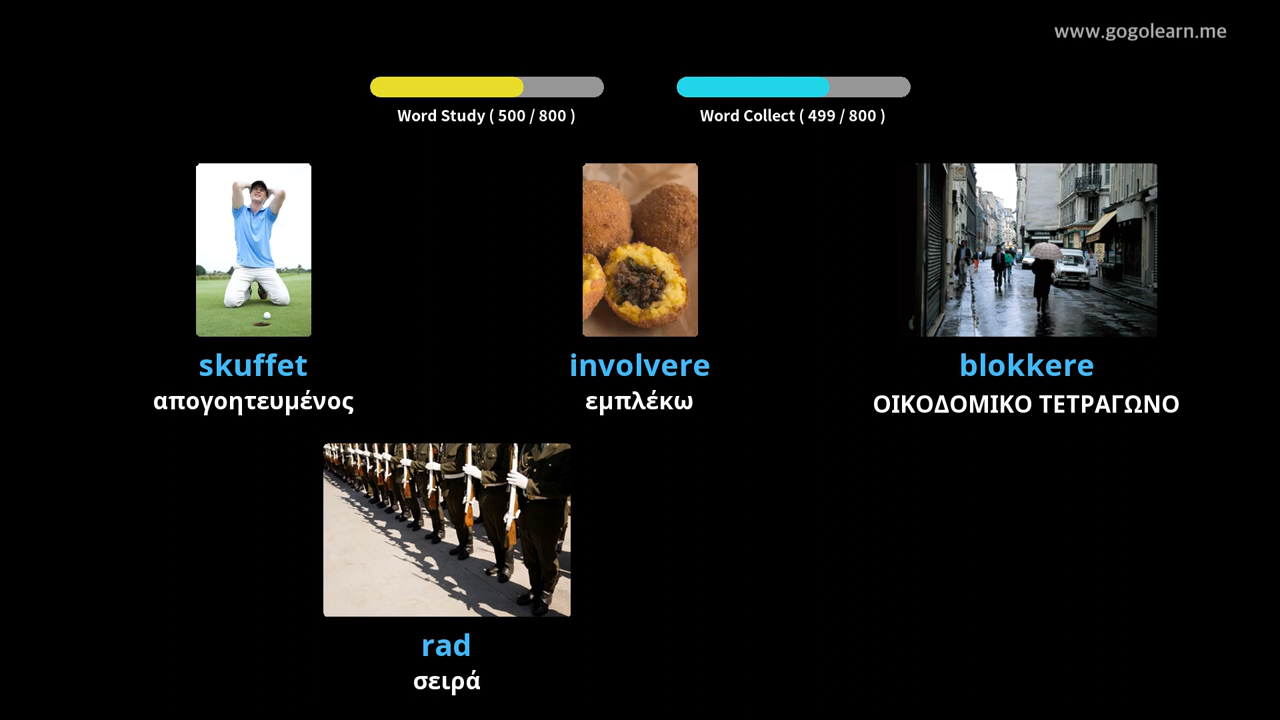 www.gogolearn.me
Word Study ( 500 / 800 )
Word Collect ( 499 / 800 )
skuffet
απογοητευμένος
involvere
εμπλέκω
blokkere
ΟΙΚΟΔΟΜΙΚΟ ΤΕΤΡΑΓΩΝΟ
rad
σειρά